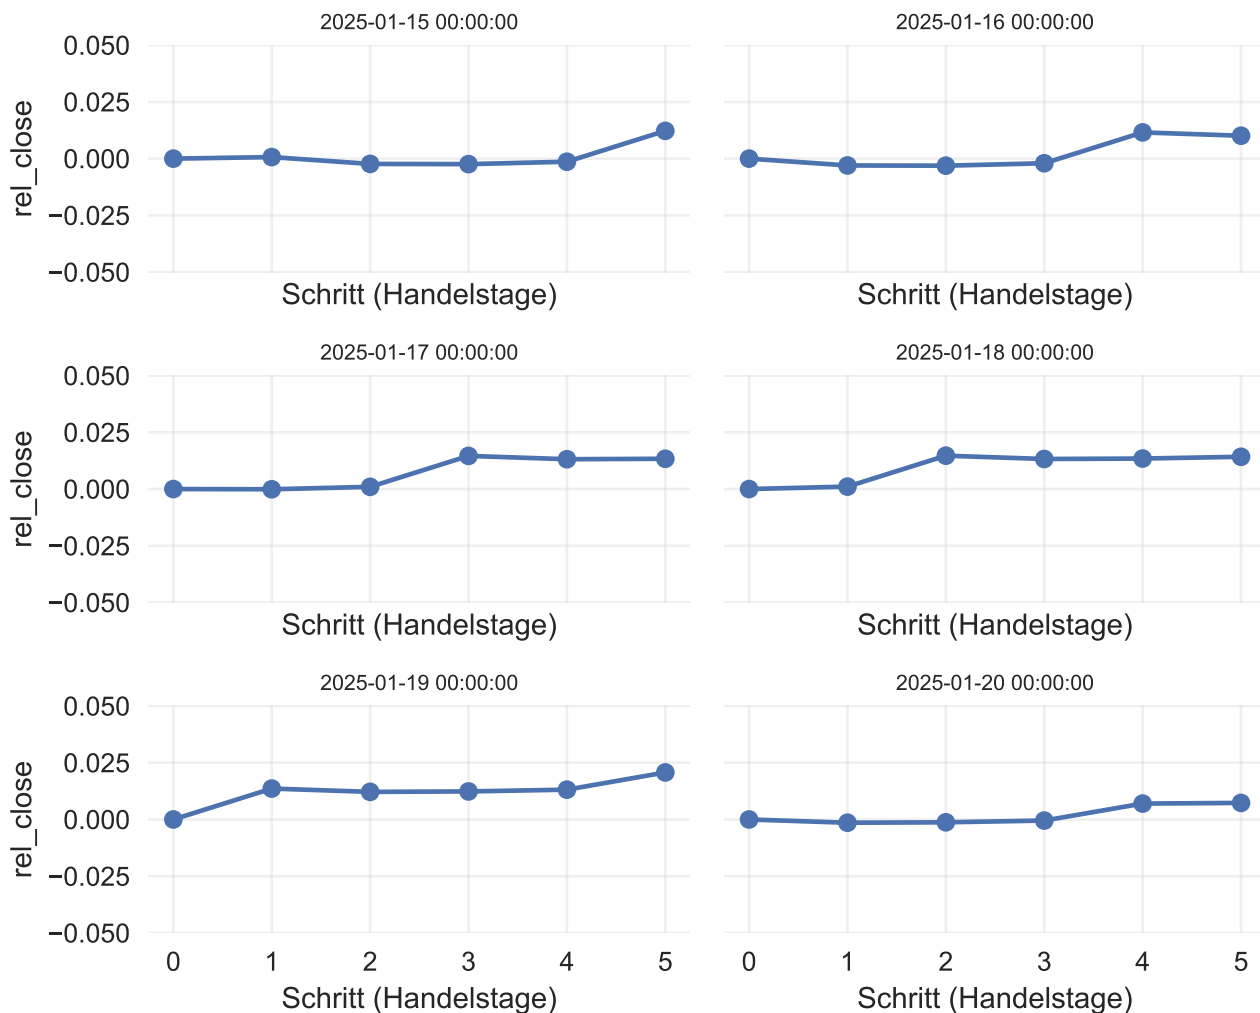 2025-01-15 00:00:00
2025-01-16 00:00:00
rel_close
0.050
0.025
0.000
−0.025
−0.050
Schritt (Handelstage)
Schritt (Handelstage)
2025-01-17 00:00:00
2025-01-18 00:00:00
rel_close
0.050
0.025
0.000
−0.025
−0.050
Schritt (Handelstage)
Schritt (Handelstage)
2025-01-19 00:00:00
2025-01-20 00:00:00
rel_close
0.050
0.025
0.000
−0.025
−0.050
0 1 2 3 4 5
0 1 2 3 4 5
Schritt (Handelstage)
Schritt (Handelstage)